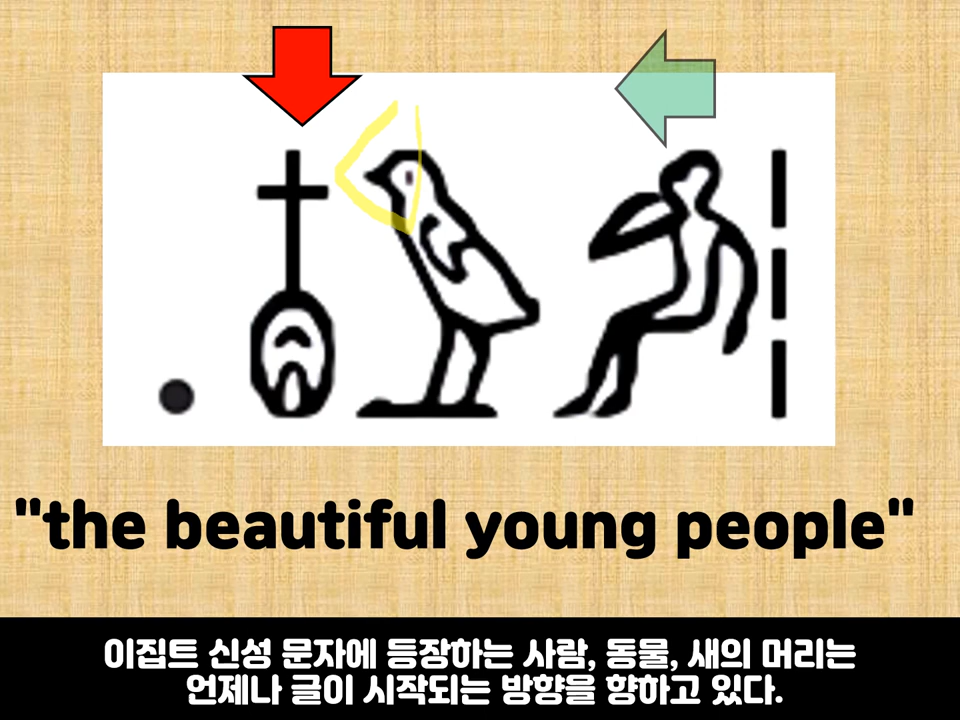 "the beautiful young people"
이집트 신성 문자에 등장하는 사람, 동물, 새의 머리는
언제나 글이 시작되는 방향을 향하고 있다.